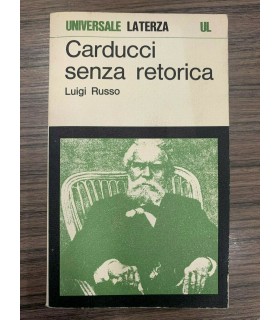 UNIVERSALE LATERZA UL
Carducci
senza retorica
Luigi Russo